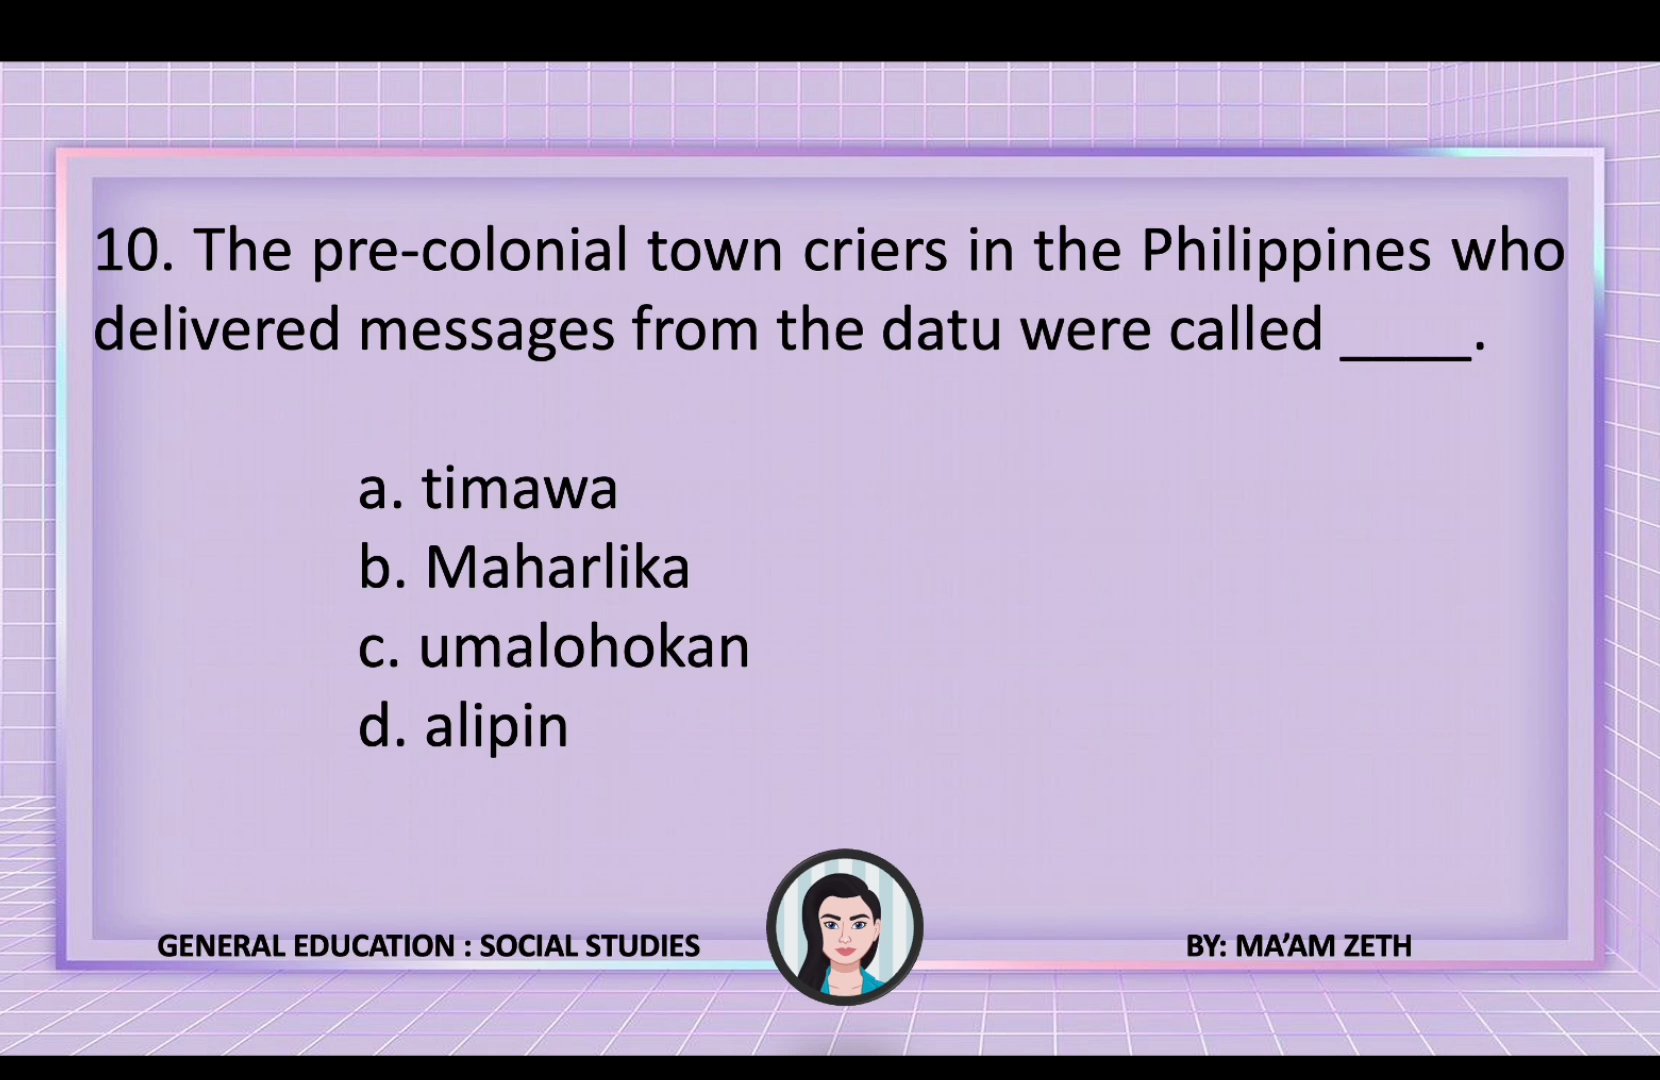 10. The pre-colonial town criers in the Philippines who
delivered messages from the datu were called _____.
a. timawa
b. Maharlika
c. umalohokan
d. alipin
GENERAL EDUCATION : SOCIAL STUDIES
BY: MA’AM ZETH